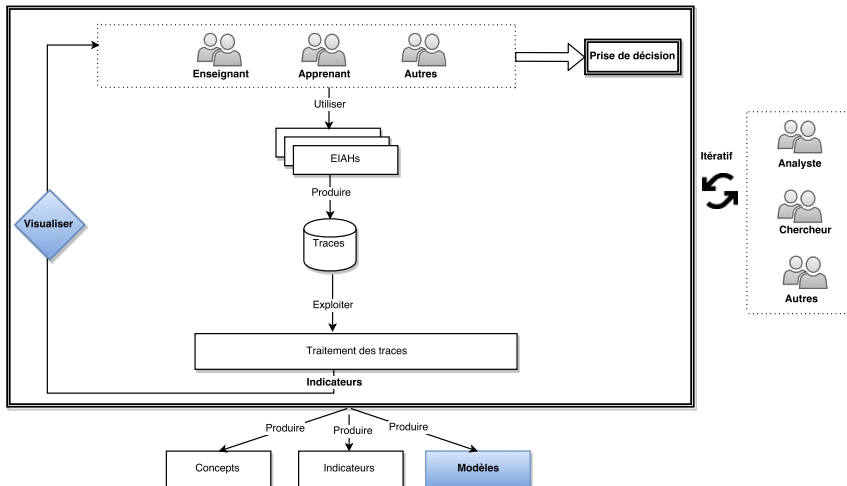 Enseignant
Apprenant
Autres
Prise de décision
Utiliser
EIAHs
Produire
Traces
Visualiser
Exploiter
Traitement des traces
Indicateurs
Itératif
Analyste
Chercheur
Autres
Produire
Produire
Produire
Concepts
Indicateurs
Modèles